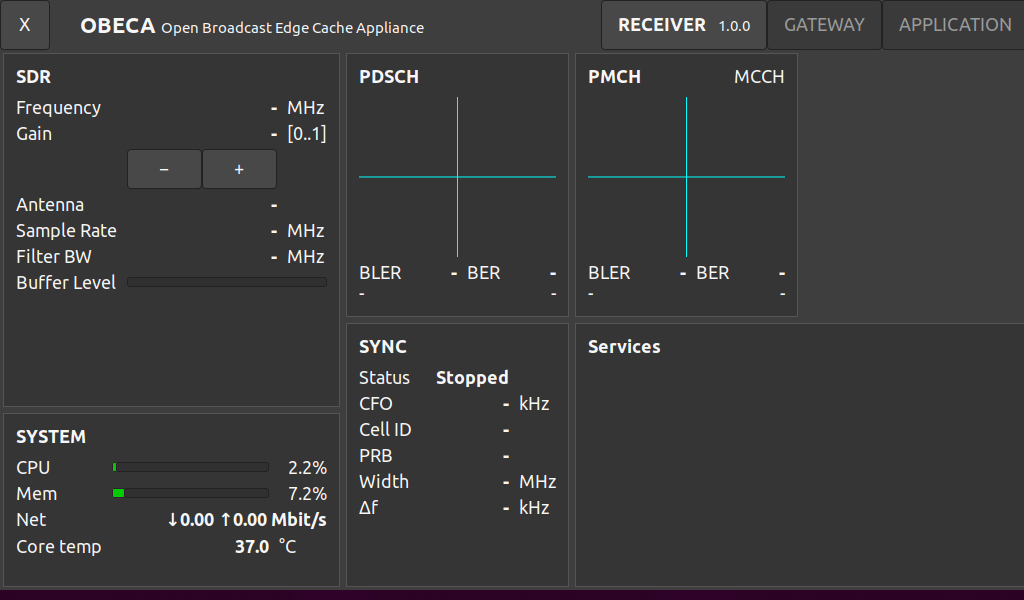 X
OBECA Open Broadcast Edge Cache Appliance
RECEIVER 1.0.0
GATEWAY
APPLICATION
SDR
Frequency - MHz
Gain - [0..1]
− +
Antenna -
Sample Rate - MHz
Filter BW - MHz
Buffer Level
SYSTEM
CPU 2.2%
Mem 7.2%
Net ↓0.00 ↑0.00 Mbit/s
Core temp 37.0 °C
PDSCH
BLER - BER -
- -
SYNC
Status Stopped
CFO - kHz
Cell ID -
PRB -
Width - MHz
Δf - kHz
PMCH MCCH
BLER - BER -
- -
Services